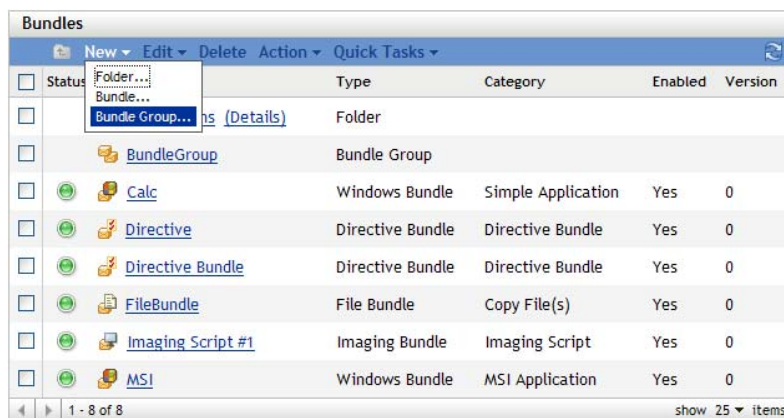 Bundles
New Edit Delete Action Quick Tasks
Status Type Category Enabled Version
Folder...
Bundle...
Bundle Group...
(Details) Folder
BundleGroup Bundle Group
Calc Windows Bundle Simple Application Yes 0
Directive Directive Bundle Directive Bundle Yes 0
Directive Bundle Directive Bundle Directive Bundle Yes 0
FileBundle File Bundle Copy File(s) Yes 0
Imaging Script #1 Imaging Bundle Imaging Script Yes 0
MSI Windows Bundle MSI Application Yes 0
1 - 8 of 8 show 25 items